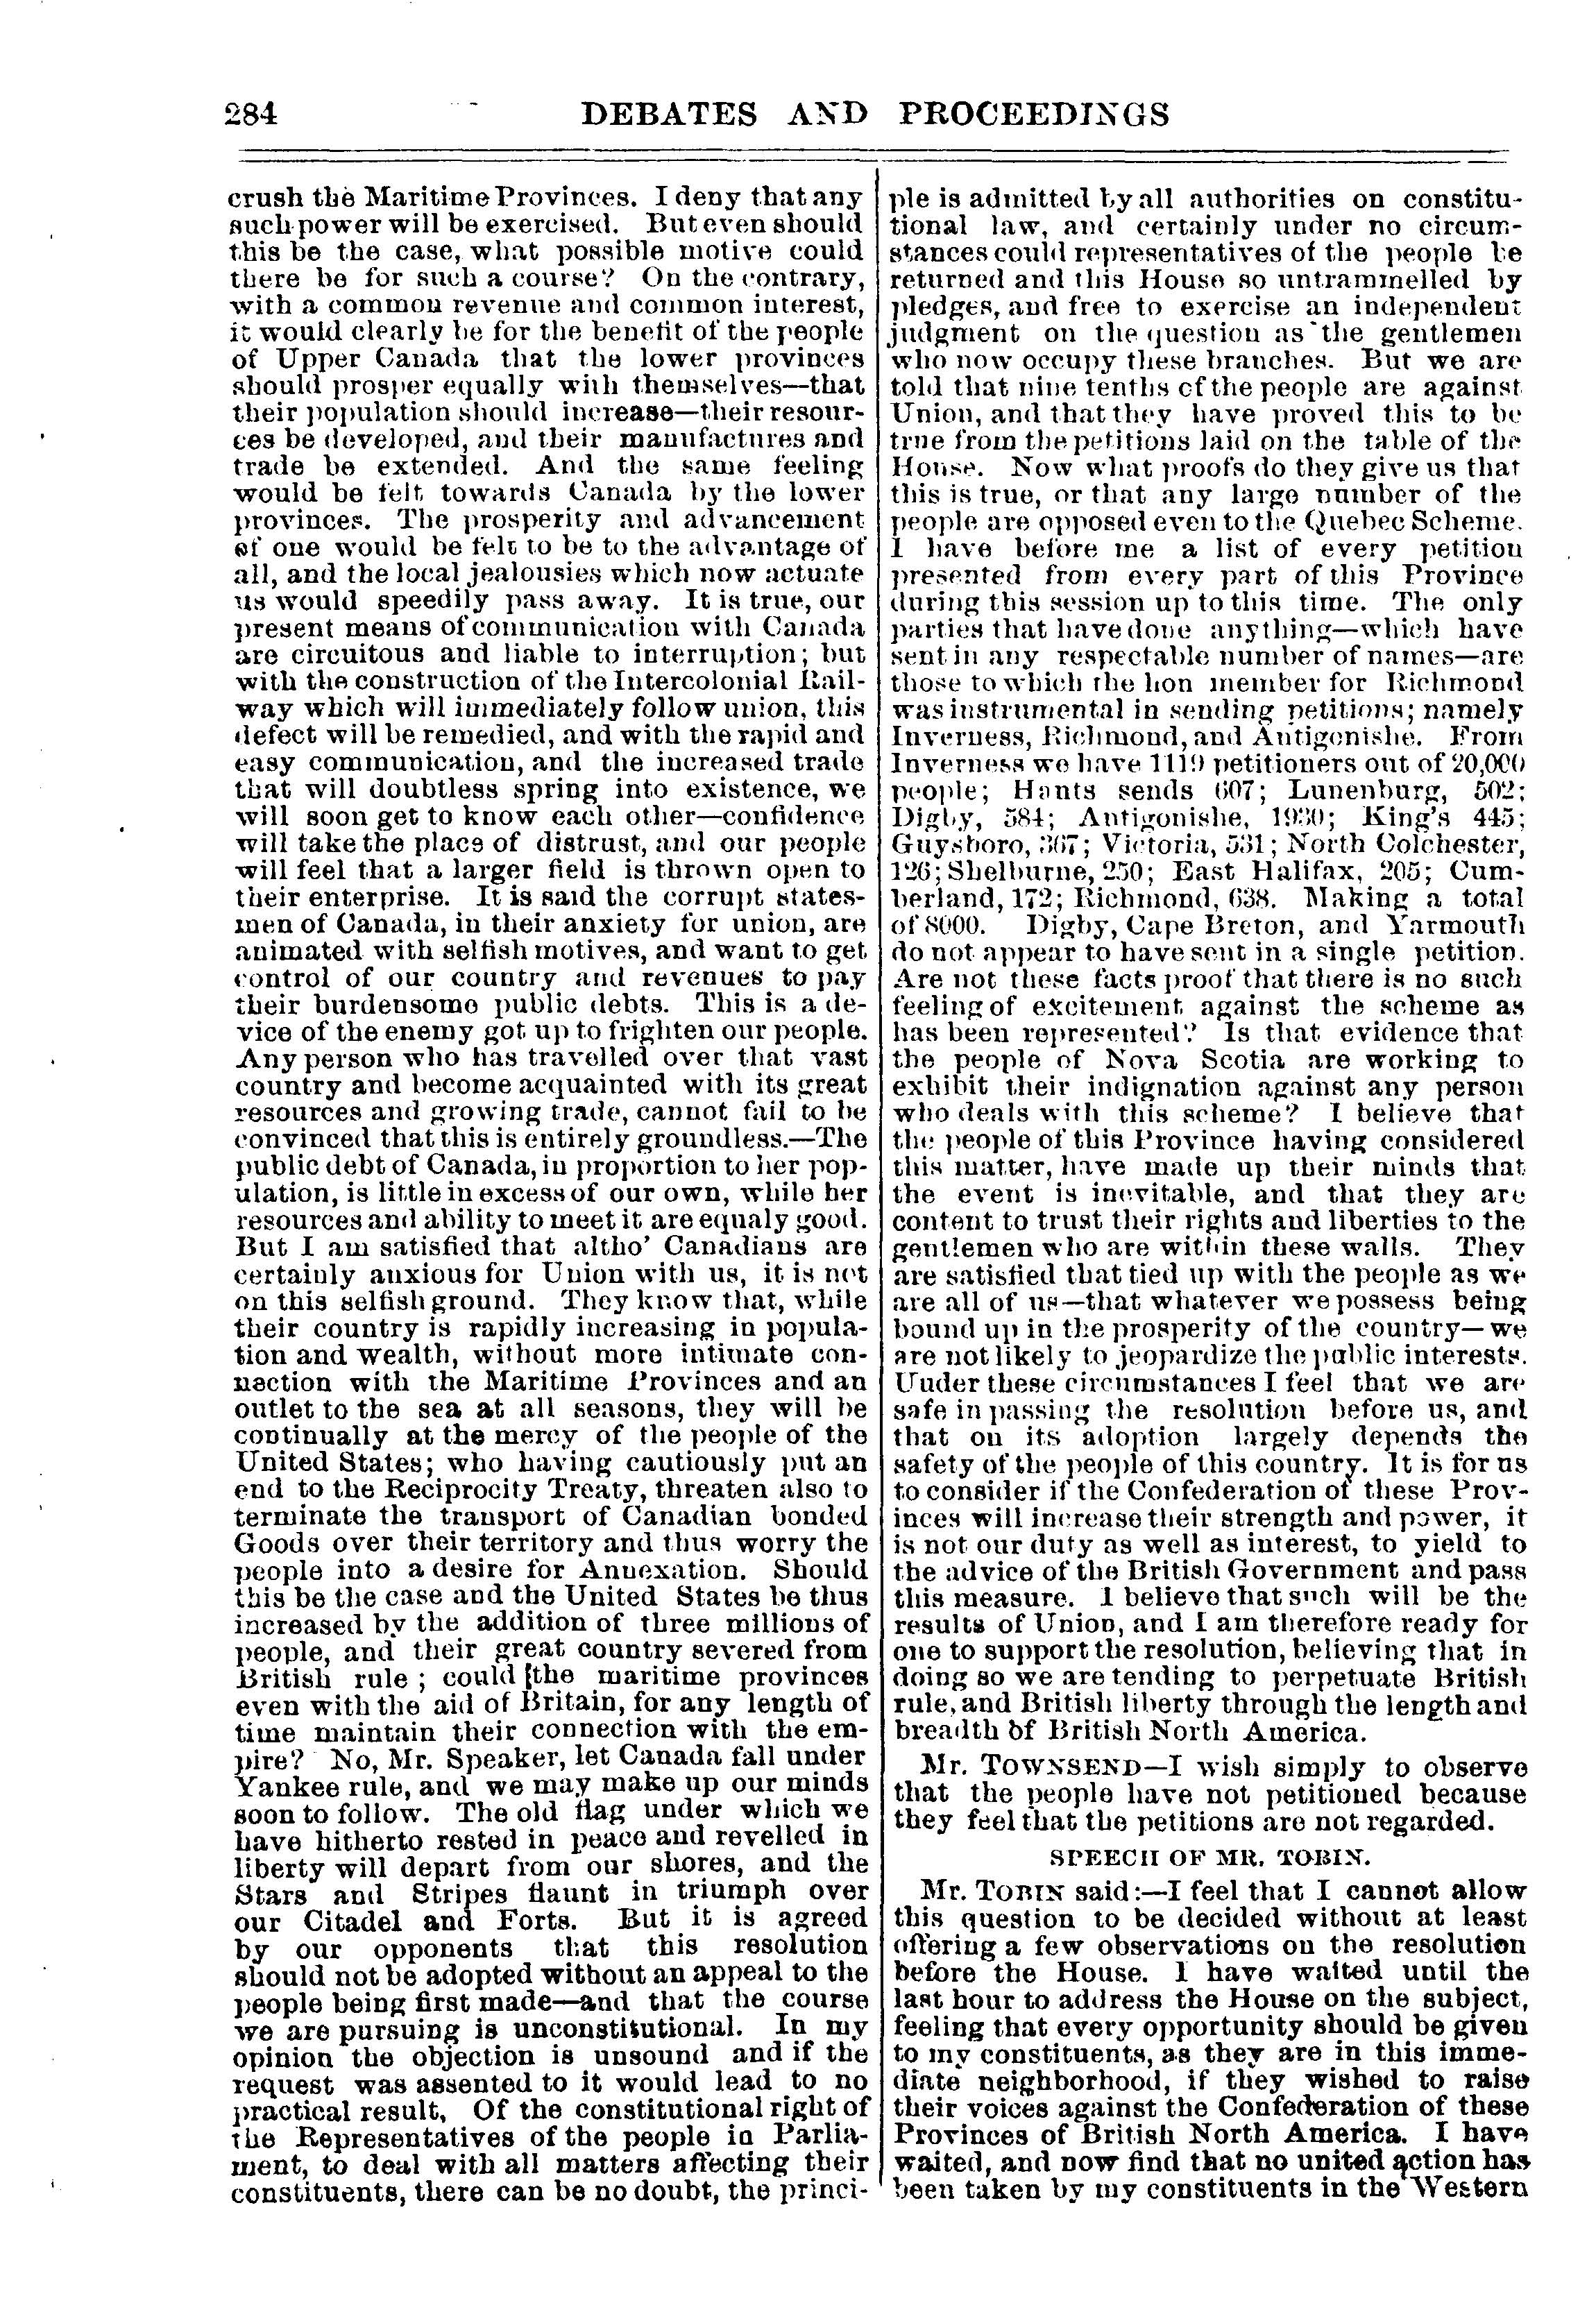 284
DEBATES AND PROCEEDINGS
crush the Maritime Provinces. I deny that any
such power will be exercised. But even should
this be the case, what possible motive could
there be for such a course? On the contrary,
with a common revenue and common interest,
it would clearly be for the benefit of the people
of Upper Canada that the lower provinces
should prosper equally with themselves—that
their population should increase—their resour-
ces be developed, and their manufactures and
trade be extended. And the same feeling
would be felt towards Canada by the lower
provinces. The prosperity and advancement
of one would be felt to be to the advantage of
all, and the local jealousies which now actuate
us would speedily pass away. It is true, our
present means of communication with Canada
are circuitous and liable to interruption; but
with the construction of the Intercolonial Rail-
way which will immediately follow union, this
defect will be remedied, and with the rapid and
easy communication, and the increased trade
that will doubtless spring into existence, we
will soon get to know each other—confidence
will take the place of distrust, and our people
will feel that a larger field is thrown open to
their enterprise. It is said the corrupt states-
men of Canada, in their anxiety for union, are
animated with selfish motives, and want to get
control of our country and revenues to pay
their burdensome public debts. This is a de-
vice of the enemy got up to frighten our people.
Any person who has travelled over that vast
country and become acquainted with its great
resources and growing trade, cannot fail to be
convinced that this is entirely groundless.—The
public debt of Canada, in proportion to her pop-
ulation, is little in excess of our own, while her
resources and ability to meet it are equaly good.
But I am satisfied that altho' Canadians are
certainly anxious for Union with us, it is not
on this selfish ground. They know that, while
their country is rapidly increasing in popula-
tion and wealth, without more intimate con-
nection with the Maritime Provinces and an
outlet to the sea at all seasons, they will be
continually at the mercy of the people of the
United States; who having cautiously put an
end to the Reciprocity Treaty, threaten also to
terminate the transport of Canadian bonded
Goods over their territory and thus worry the
people into a desire for Annexation. Should
this be the case and the United States be thus
increased by the addition of three millions of
people, and their great country severed from
British rule ; could [the maritime provinces
even with the aid of Britain, for any length of
time maintain their connection with the em-
pire? No, Mr. Speaker, let Canada fall under
Yankee rule, and we may make up our minds
soon to follow. The old flag under which we
have hitherto rested in peace and revelled in
liberty will depart from our shores, and the
Stars and Stripes flaunt in triumph over
our Citadel and Forts. But it is agreed
by our opponents that this resolution
should not be adopted without an appeal to the
people being first made—and that the course
we are pursuing is unconstitutional. In my
opinion the objection is unsound and if the
request was assented to it would lead to no
practical result, Of the constitutional right of
the Representatives of the people in Parlia-
ment, to deal with all matters affecting their
constituents, there can be no doubt, the princi-
ple is admitted by all authorities on constitu-
tional law, and certainly under no circum-
stances could representatives of the people be
returned and this House so untrammelled by
pledges, and free to exercise an independent
judgment on the question as the gentlemen
who now occupy these branches. But we are
told that nine tenths of the people are against
Union, and that they have proved this to be
true from the petitions laid on the table of the
House. Now what proofs do they give us that
this is true, or that any large number of the
people are opposed even to the Quebec Scheme.
I have before me a list of every petition
presented from every part of this Province
during this session up to this time. The only
parties that have done anything—which have
sent in any respectable number of names—are
those to which the hon member for Richmond
was instrumental in sending petitions; namely
Inverness, Richmond, and Antigonishe. From
Inverness we have 1119 petitioners out of 20,000
people; Hants sends 607; Lunenburg, 502;
Digby, 584; Antigonishe, 1930; King's 445;
Guysboro, 367; Victoria, 531; North Colchester,
126; Shelburne, 250; East Halifax, 205; Cum-
berland, 172; Richmond, 638. Making a total
of 8000. Digby, Cape Breton, and Yarmouth
do not appear to have sent in a single petition.
Are not these facts proof that there is no such
feeling of excitement against the scheme as
has been represented? Is that evidence that
the people of Nova Scotia are working to
exhibit their indignation against any person
who deals with this scheme? I believe that
the people of this Province having considered
this matter, have made up their minds that
the event is inevitable, and that they are
content to trust their rights and liberties to the
gentlemen who are within these walls. They
are satisfied that tied up with the people as we
are all of us—that whatever we possess being
bound up in the prosperity of the country—we
are not likely to jeopardize the public interests.
Under these circumstances I feel that we are
safe in passing the resolution before us, and
that on its adoption largely depends the
safety of the people of this country. It is for us
to consider if the Confederation of these Prov-
inces will increase their strength and power, it
is not our duty as well as interest, to yield to
the advice of the British Government and pass
this measure. I believe that such will be the
results of Union, and I am therefore ready for
one to support the resolution, believing that in
doing so we are tending to perpetuate British
rule, and British liberty through the length and
breadth of British North America.
Mr. TOWNSEND—I wish simply to observe
that the people have not petitioned because
they feel that the petitions are not regarded.
SPEECH OF MR. TOBIN.
Mr. TOBIN said:—I feel that I cannot allow
this question to be decided without at least
offering a few observations on the resolution
before the House. I have waited until the
last hour to address the House on the subject,
feeling that every opportunity should be given
to my constituents, as they are in this imme-
diate neighborhood, if they wished to raise
their voices against the Confederation of these
Provinces of British North America. I have
waited, and now find that no united action has
been taken by my constituents in the Western